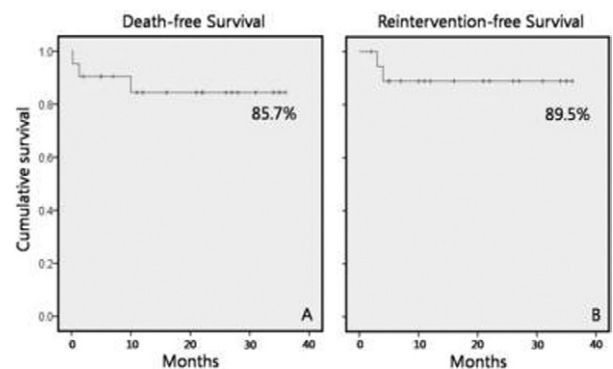 Death-free Survival
Reintervention-free Survival
Cumulative survival
1.0
0.8
0.6
0.4
0.2
0.0
85.7%
89.5%
A
B
0 10 20 30 40
0 10 20 30 40
Months
Months